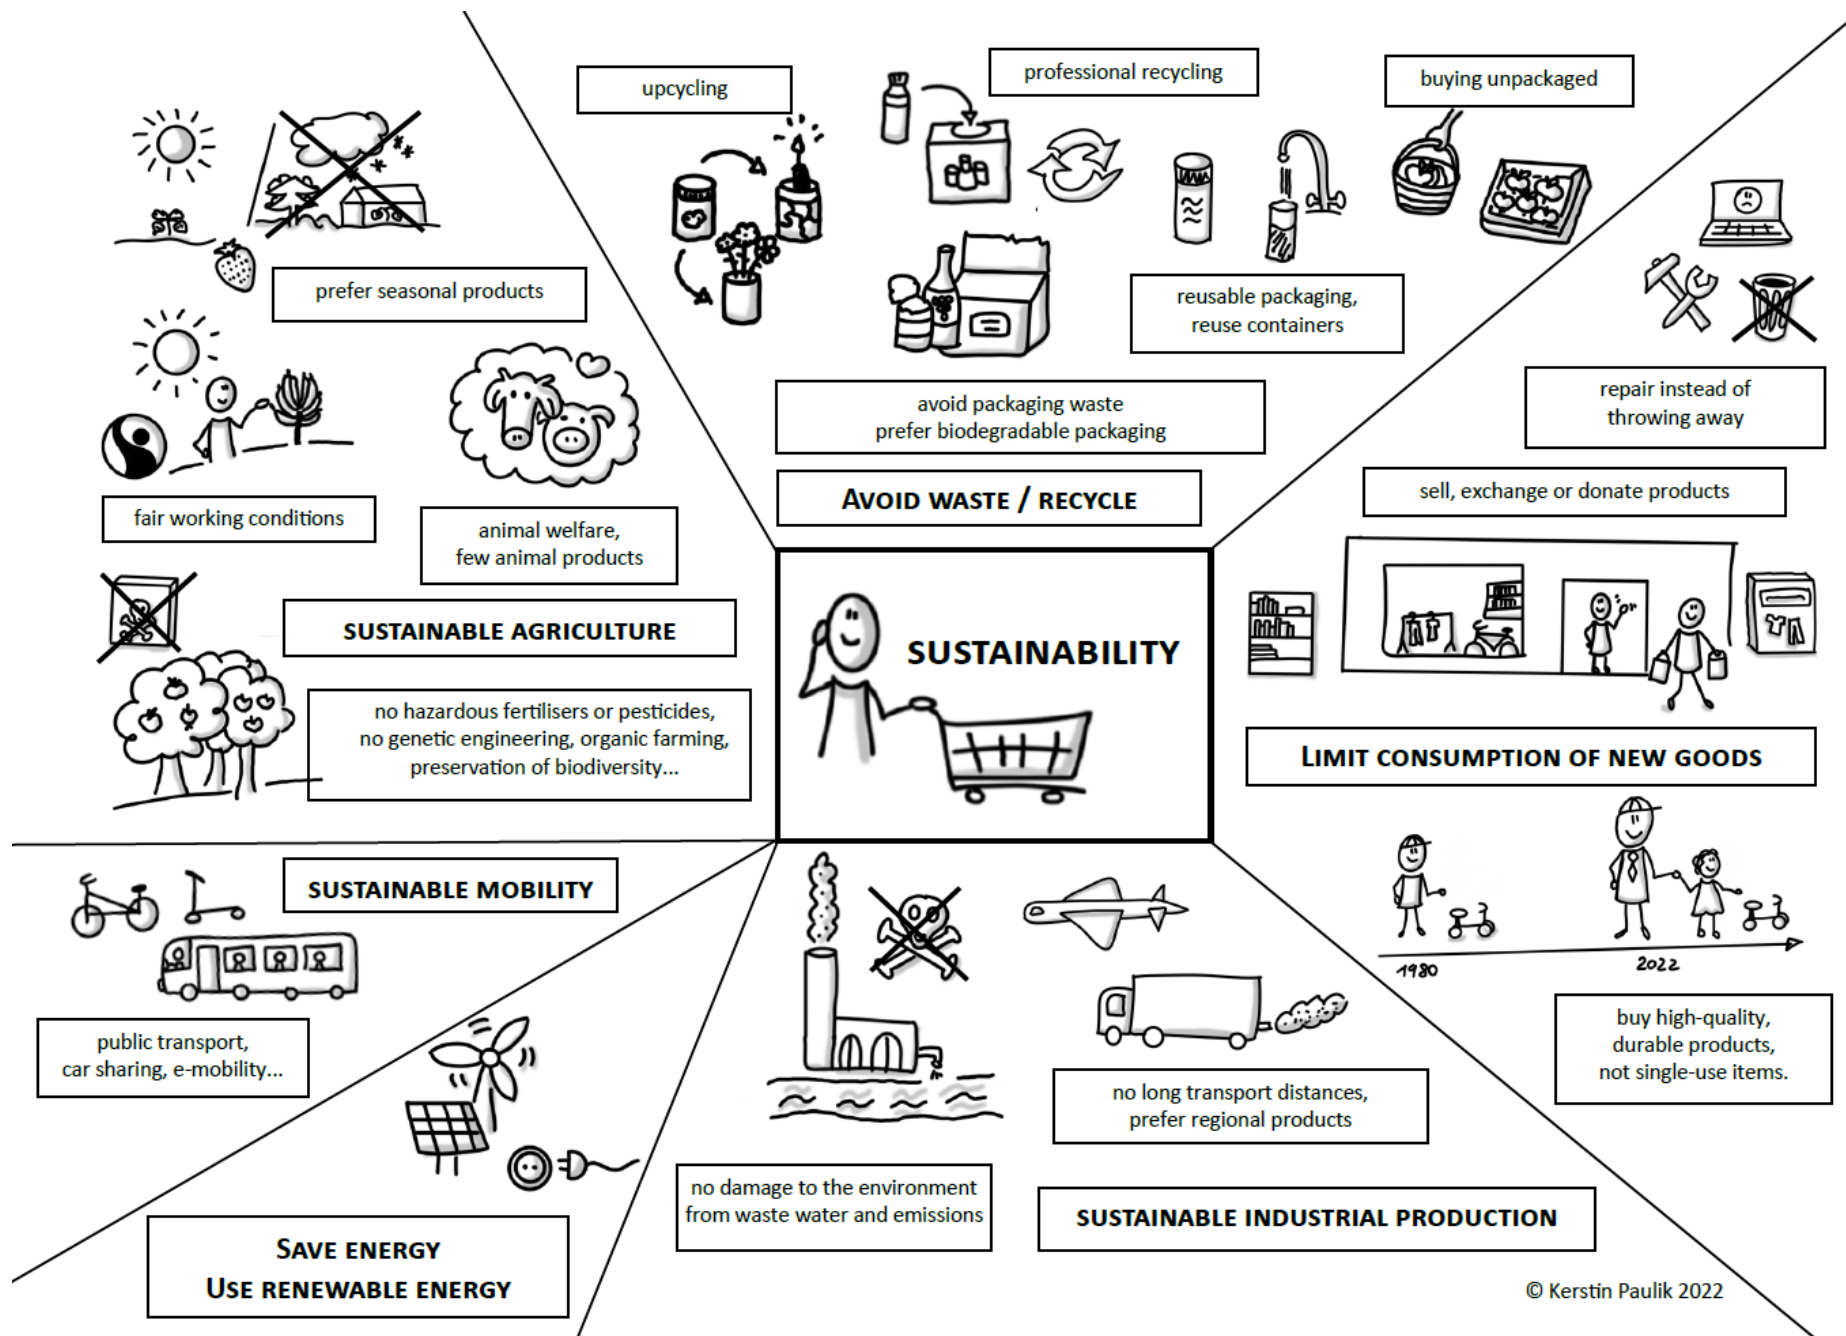 upcycling
professional recycling
buying unpackaged
prefer seasonal products
reusable packaging,
reuse containers
avoid packaging waste
prefer biodegradable packaging
AVOID WASTE / RECYCLE
repair instead of
throwing away
sell, exchange or donate products
fair working conditions
animal welfare,
few animal products
SUSTAINABLE AGRICULTURE
no hazardous fertilisers or pesticides,
no genetic engineering, organic farming,
preservation of biodiversity...
SUSTAINABILITY
LIMIT CONSUMPTION OF NEW GOODS
1980
2022
buy high-quality,
durable products,
not single-use items.
SUSTAINABLE MOBILITY
public transport,
car sharing, e-mobility...
SAVE ENERGY
USE RENEWABLE ENERGY
no long transport distances,
prefer regional products
no damage to the environment
from waste water and emissions
SUSTAINABLE INDUSTRIAL PRODUCTION
© Kerstin Paulik 2022